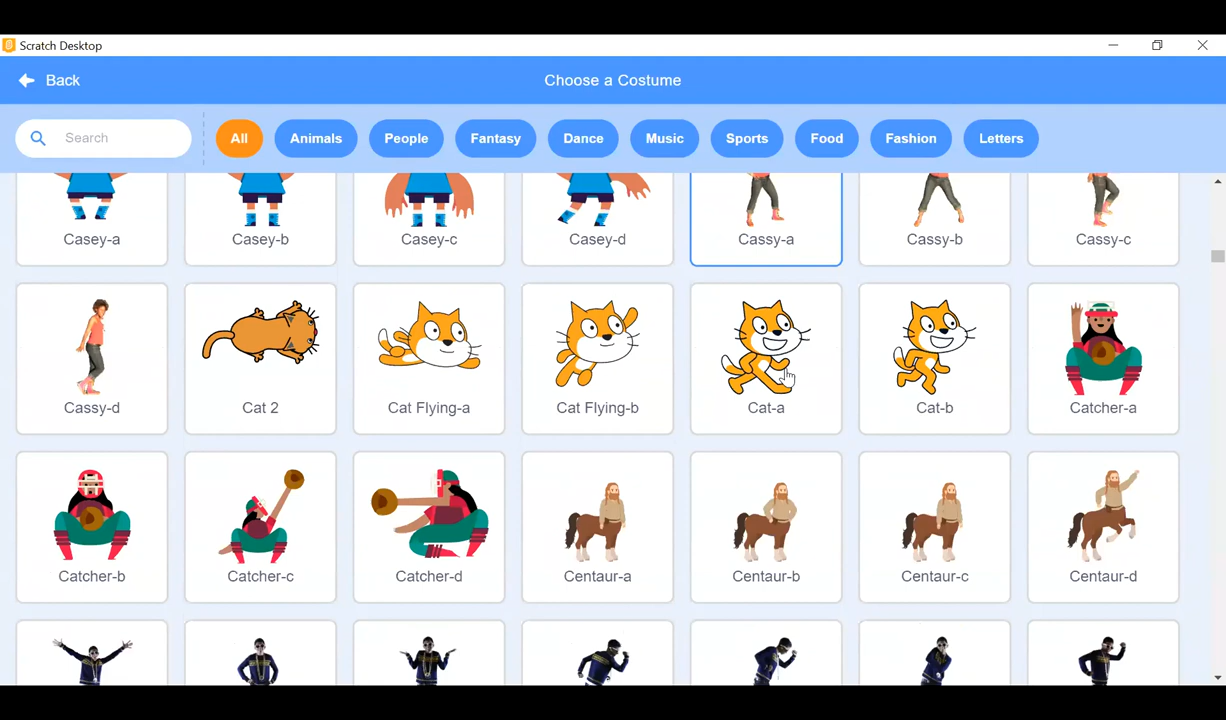 Scratch Desktop
Back
Choose a Costume
Search
All
Animals
People
Fantasy
Dance
Music
Sports
Food
Fashion
Letters
Casey-a
Casey-b
Casey-c
Casey-d
Cassy-a
Cassy-b
Cassy-c
Cassy-d
Cat 2
Cat Flying-a
Cat Flying-b
Cat-a
Cat-b
Catcher-a
Catcher-b
Catcher-c
Catcher-d
Centaur-a
Centaur-b
Centaur-c
Centaur-d